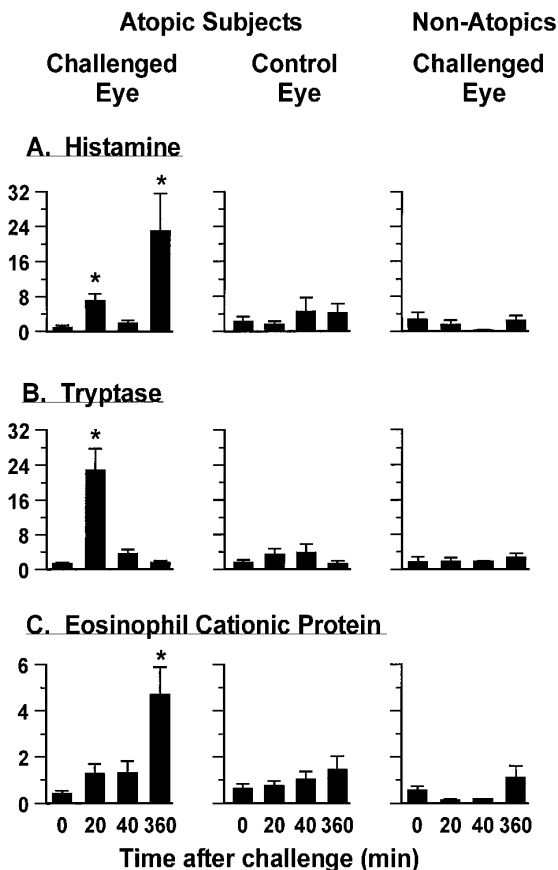 Atopic Subjects Non-Atopics
Challenged Eye Control Eye Challenged Eye
A. Histamine
32
24
16
8
0
*
*
B. Tryptase
32
24
16
8
0
*
C. Eosinophil Cationic Protein
6
4
2
0
*
0 20 40 360 0 20 40 360 0 20 40 360
Time after challenge (min)